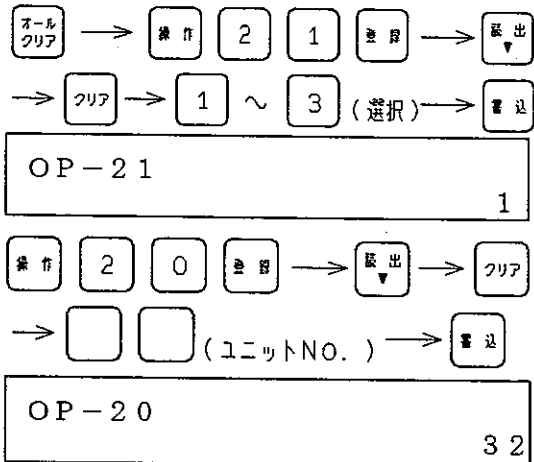 オール クリア → 操作 2 1 登録 → 読出 ▼
→ クリア → 1 ～ 3 (選択) → 書込
OP-21
1
操作 2 0 登録 → 読出 ▼ → クリア
→ (ユニットNO. ) → 書込
OP-20
32